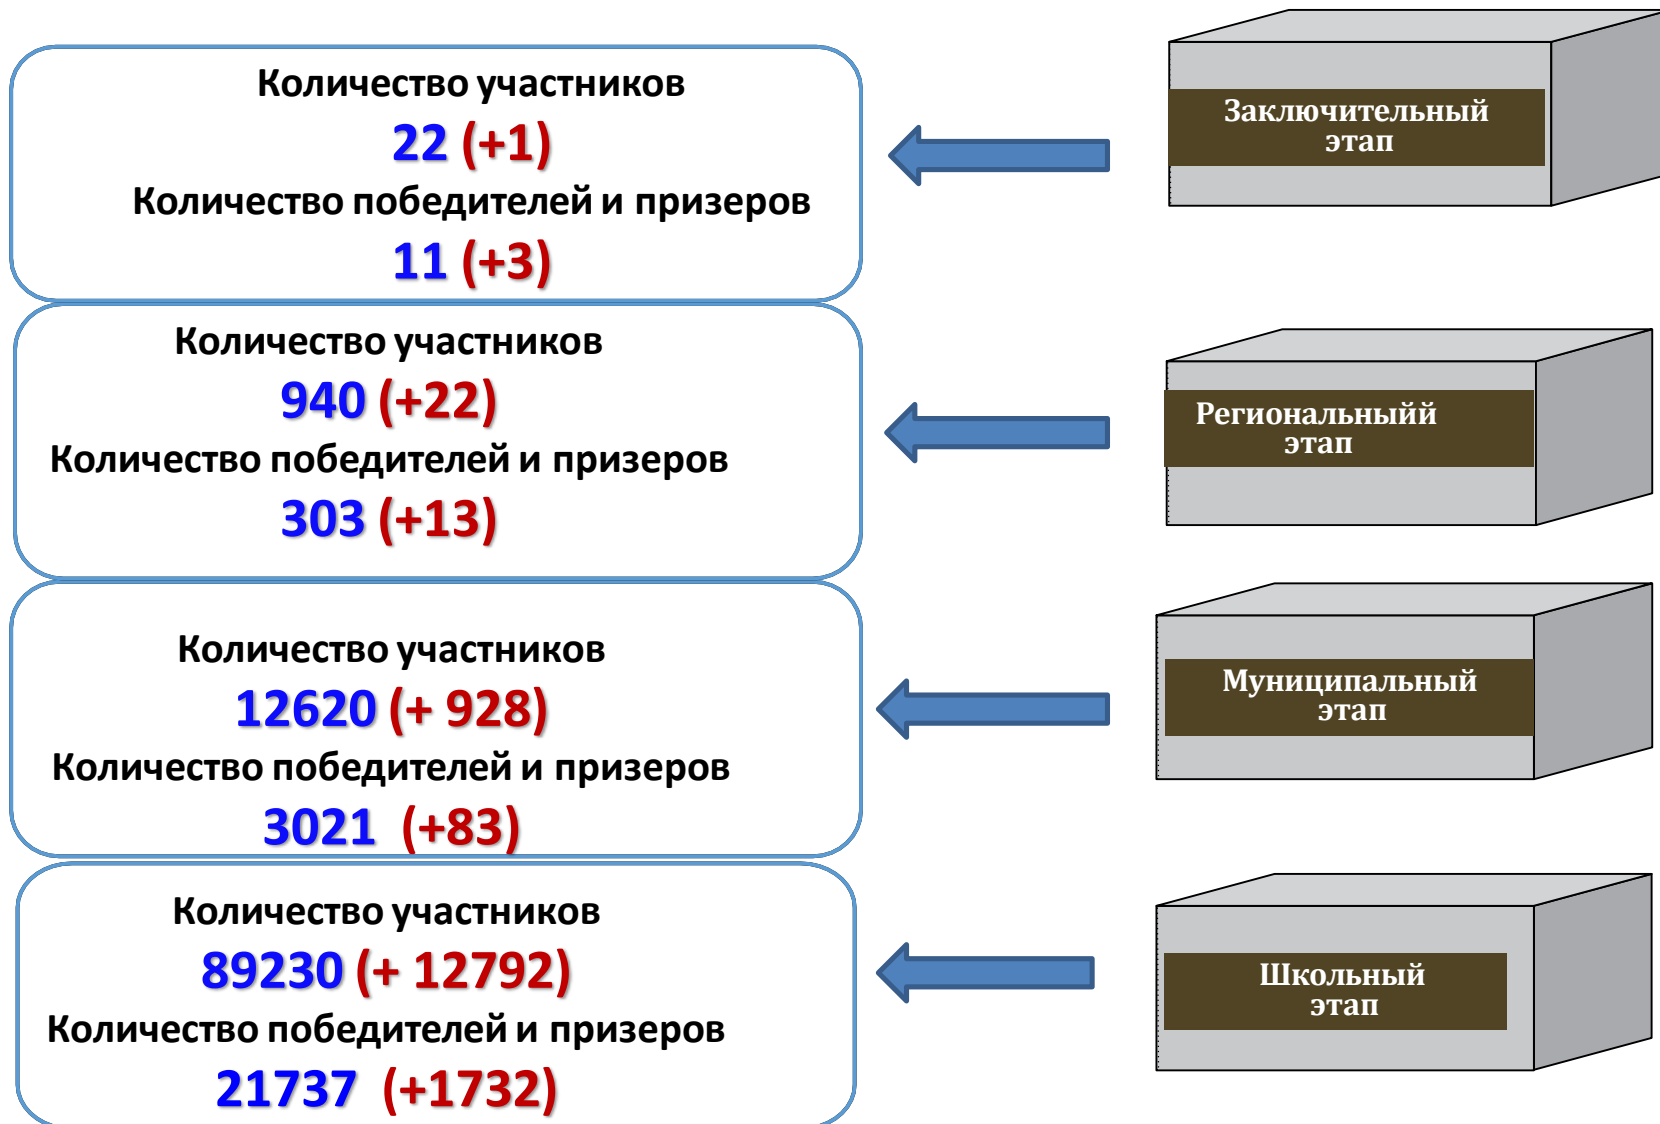 Количество участников
22 (+1)
Количество победителей и призеров
11 (+3)
Заключительный
этап
Количество участников
940 (+22)
Количество победителей и призеров
303 (+13)
Региональныйй
этап
Количество участников
12620 (+ 928)
Количество победителей и призеров
3021 (+83)
Муниципальный
этап
Количество участников
89230 (+ 12792)
Количество победителей и призеров
21737 (+1732)
Школьный
этап